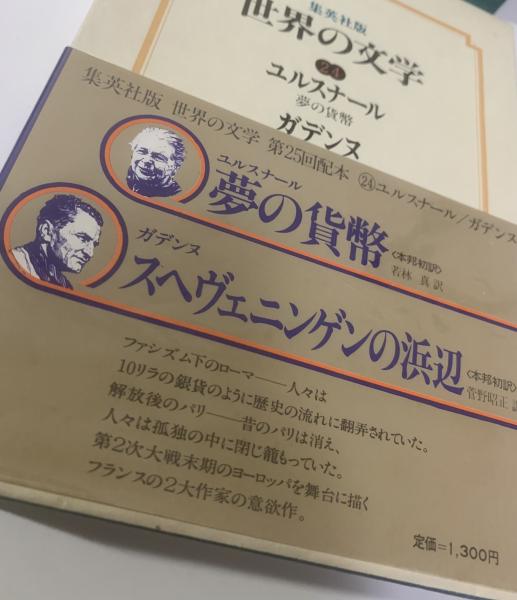 集英社版
世界の文学
24
ユルスナール
夢の貨幣
ガデンヌ
集英社版 世界の文学 第25回配本 ㉔ユルスナール/ガデンヌ
ユルスナール
夢の貨幣
〈本邦初訳〉
若林 真 訳
ガデンヌ
スヘヴェニンゲンの浜辺
〈本邦初訳〉
菅野昭正 訳
ファシズム下のローマ——人々は
10リラの銀貨のように歴史の流れに翻弄されていた。
解放後のパリ——昔のパリは消え、
人々は孤独の中に閉じ籠もっていた。
第2次大戦末期のヨーロッパを舞台に描く
フランスの2大作家の意欲作。
定価=1,300円